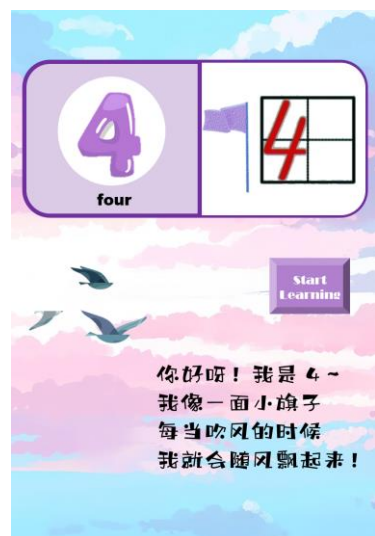 4
four
4
Start
Learning
你好呀！我是 4 ~
我像一面小旗子
每当吹风的时候
我就会随风飘起来！